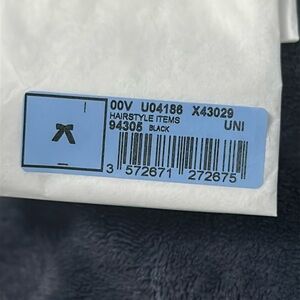 00V U04186 X43029
HAIRSTYLE ITEMS UNI
94305 BLACK
3 572671 272675